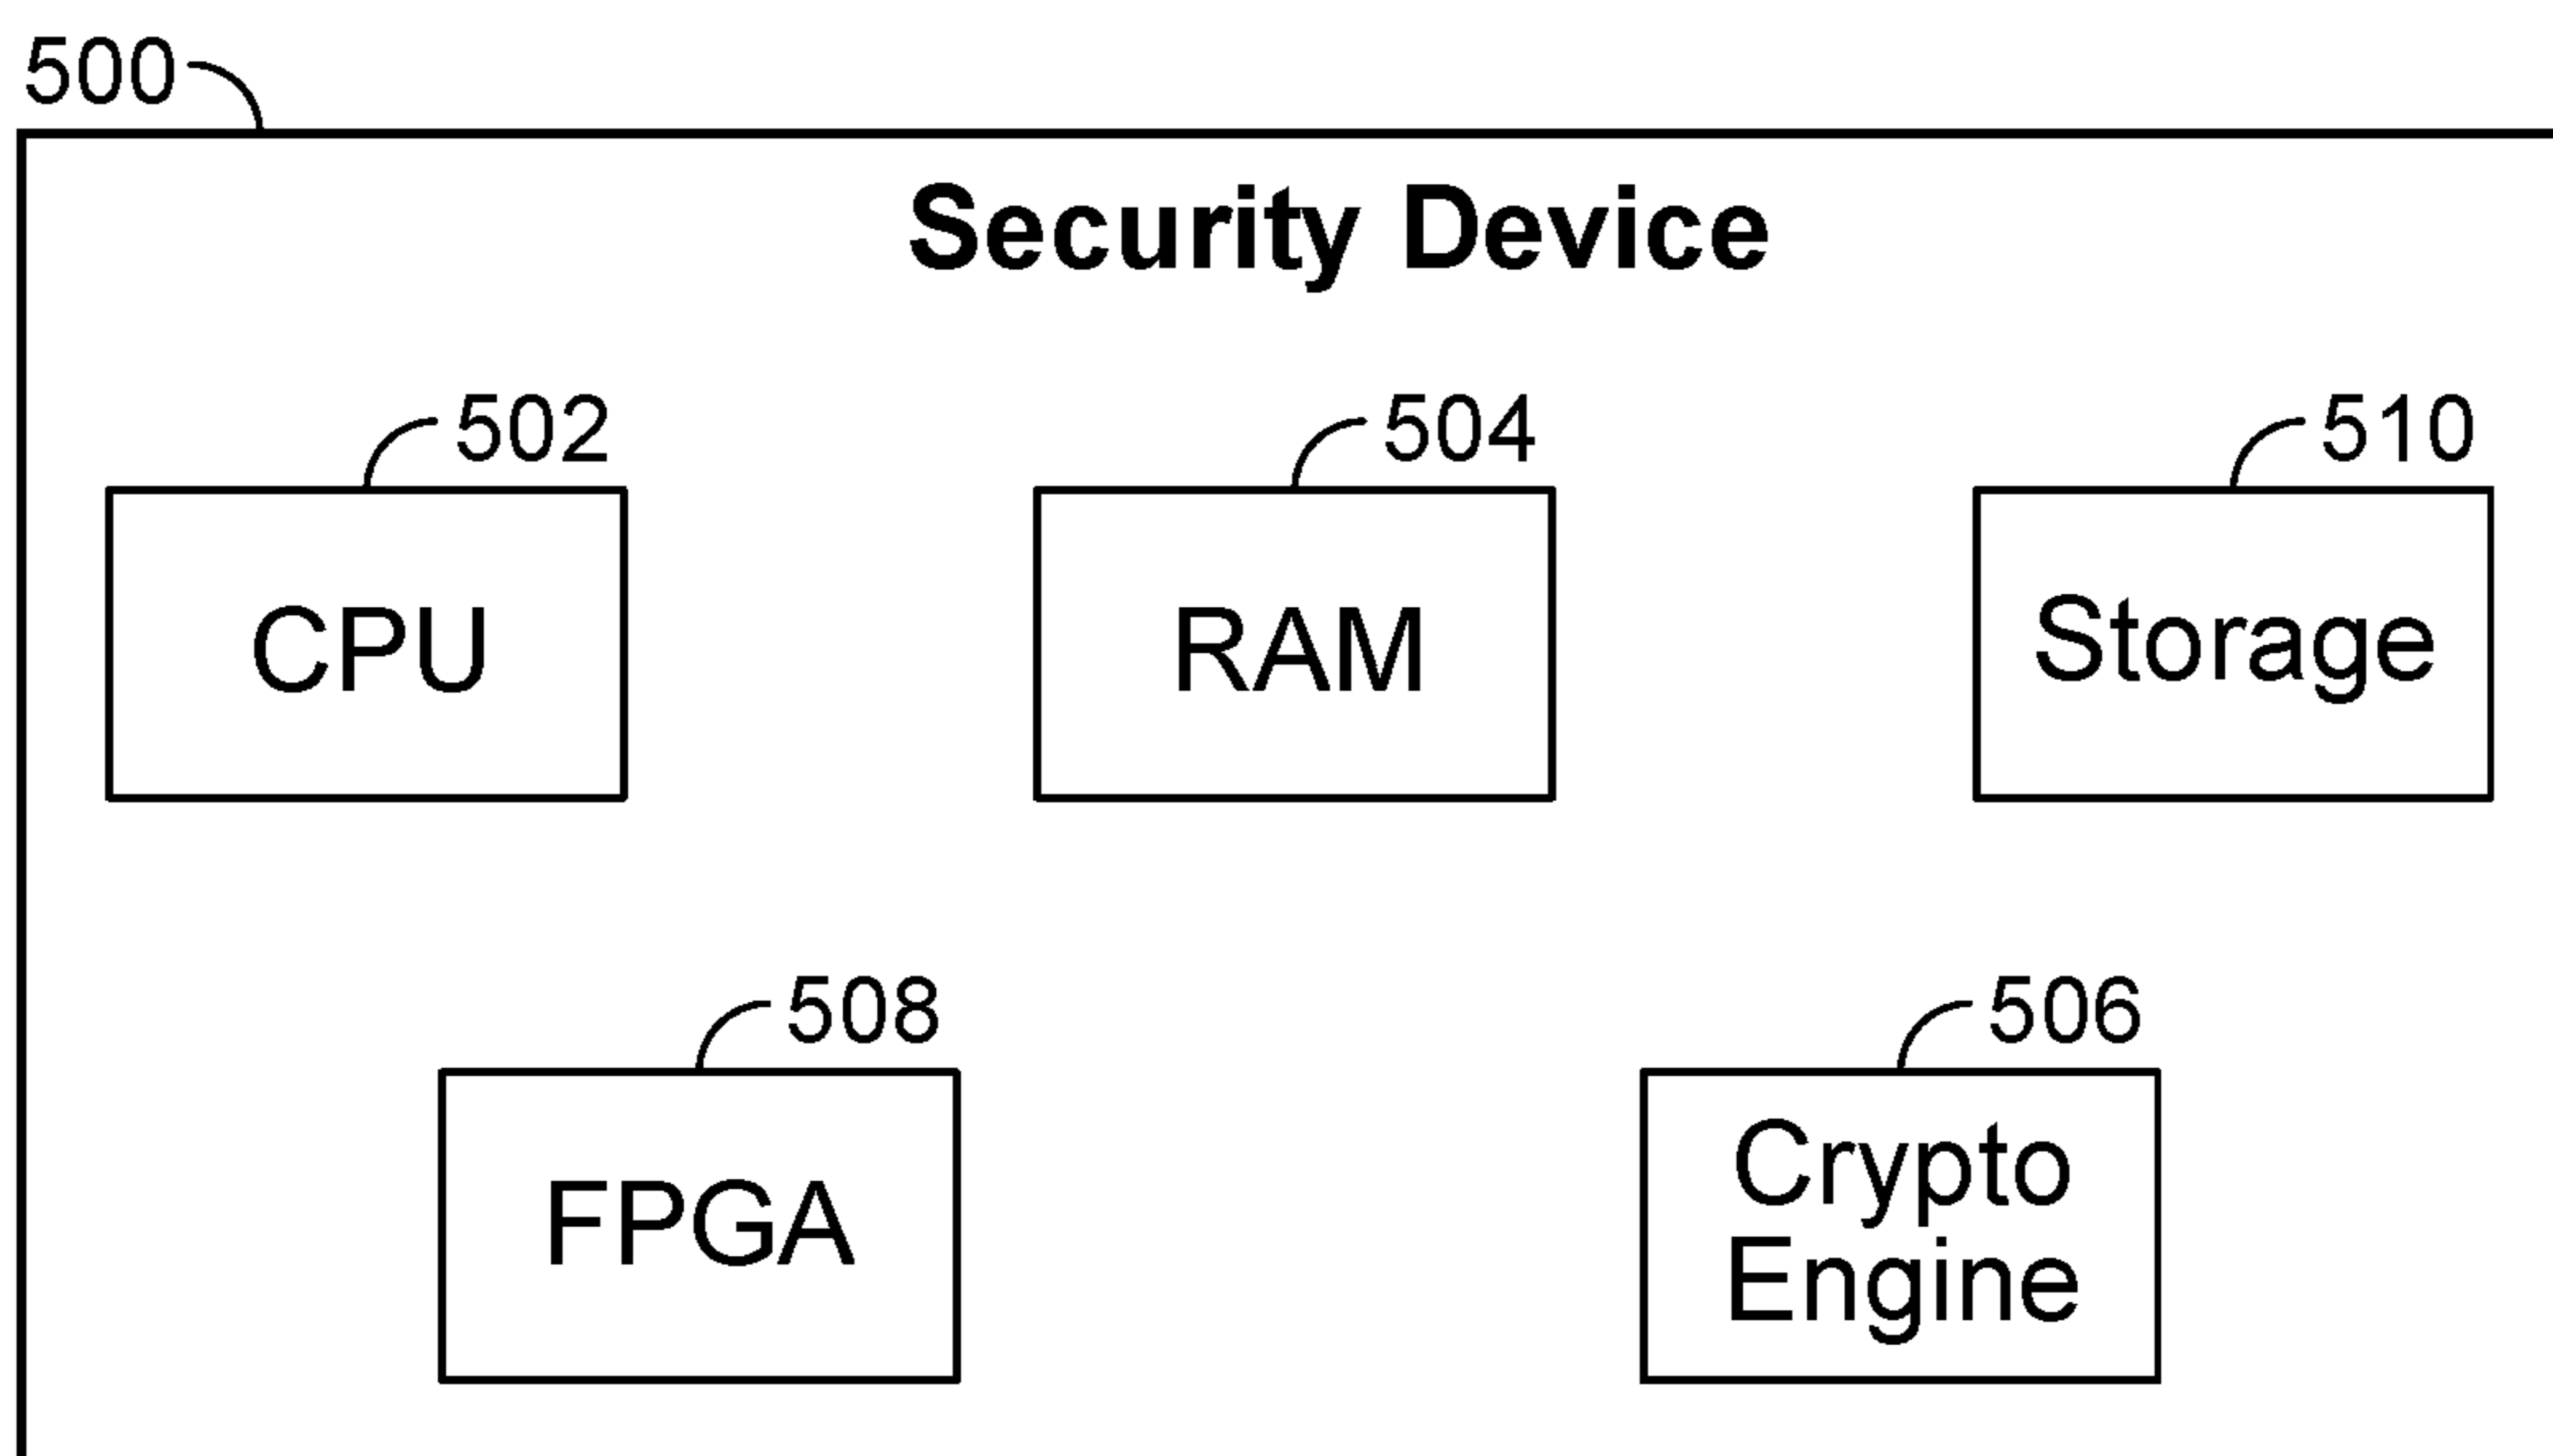 500
Security Device
502
504
510
CPU
RAM
Storage
508
506
FPGA
Crypto
Engine